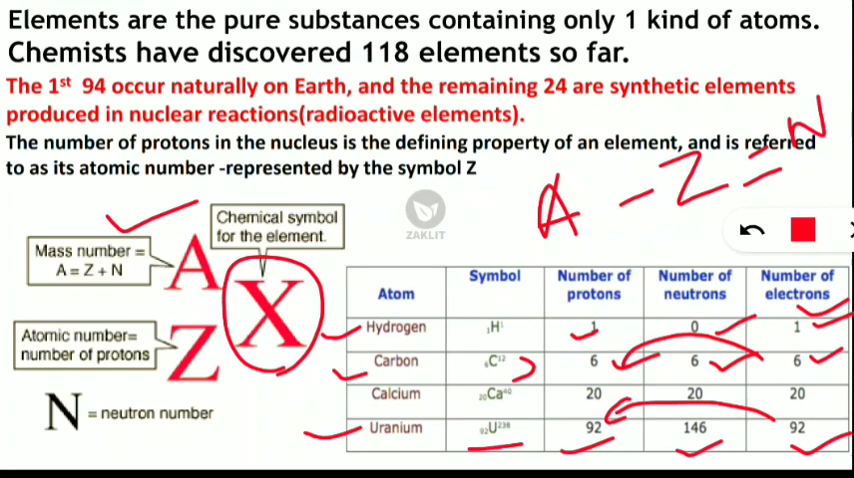 Elements are the pure substances containing only 1 kind of atoms.
Chemists have discovered 118 elements so far.
The 1st 94 occur naturally on Earth, and the remaining 24 are synthetic elements
produced in nuclear reactions(radioactive elements).
The number of protons in the nucleus is the defining property of an element, and is referred
to as its atomic number -represented by the symbol Z
A - Z = N
ZAKLIT
Chemical symbol
for the element.
Mass number =
A = Z + N
A
X
Z
Atomic number=
number of protons
N = neutron number
Atom Symbol Number of protons Number of neutrons Number of electrons
Hydrogen ₁H¹ 1 0 1
Carbon ₆C¹² 6 6 6
Calcium ₂₀Ca⁴⁰ 20 20 20
Uranium ₉₂U²³⁸ 92 146 92